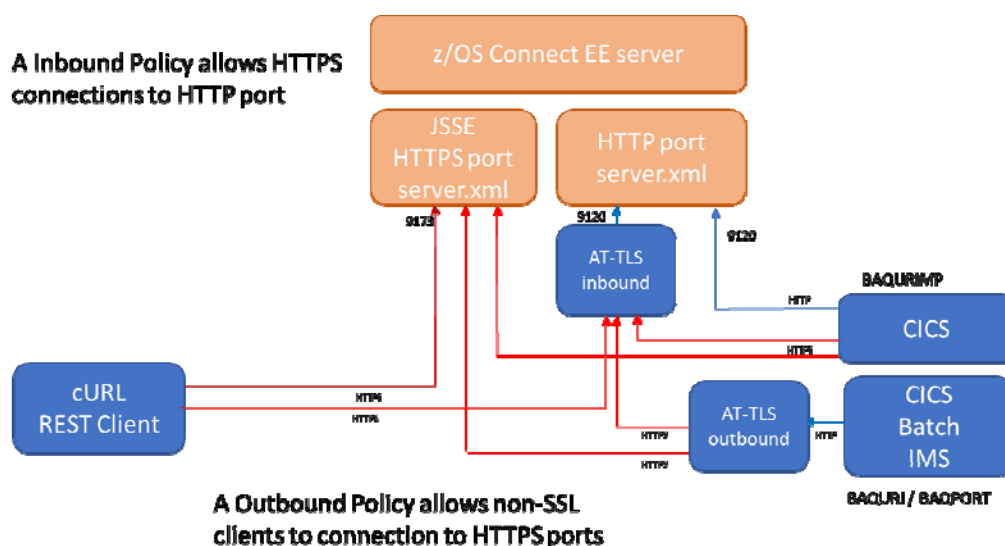 z/OS Connect EE server
A Inbound Policy allows HTTPS
connections to HTTP port
JSSE
HTTPS port
server.xml
HTTP port
server.xml
9173
9120
9120
AT-TLS
inbound
BAQURIMP
HTTP
CICS
HTTPS
cURL
REST Client
HTTPS
HTTPS
AT-TLS
outbound
HTTPS
HTTPS
HTTP
CICS
Batch
IMS
BAQURI / BAQPORT
A Outbound Policy allows non-SSL
clients to connection to HTTPS ports